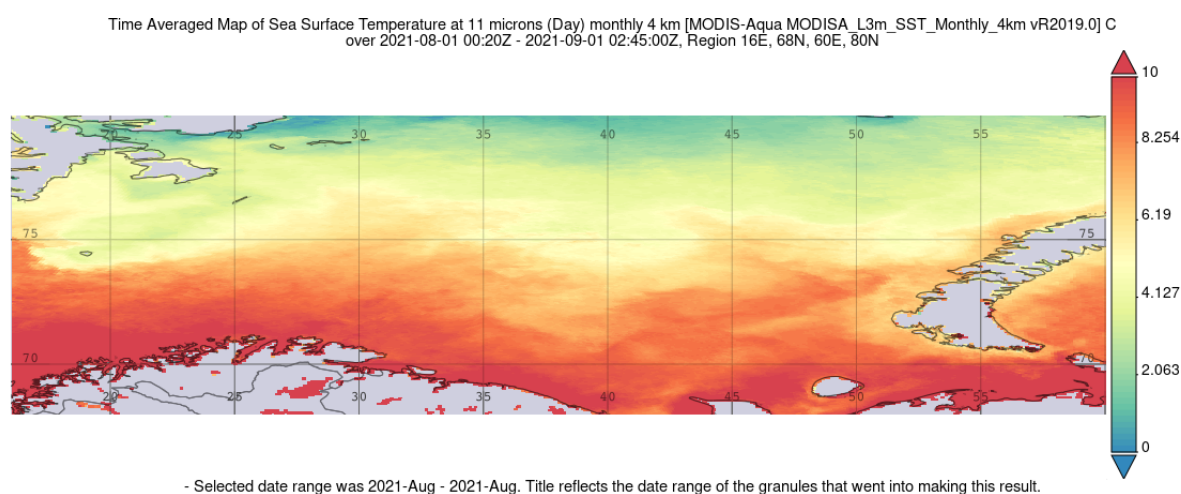 Time Averaged Map of Sea Surface Temperature at 11 microns (Day) monthly 4 km [MODIS-Aqua MODISA_L3m_SST_Monthly_4km vR2019.0] C
over 2021-08-01 00:20Z - 2021-09-01 02:45:00Z, Region 16E, 68N, 60E, 80N
10
20 25 30 35 40 45 50 55
8.254
6.19
75 75
4.127
70 70
2.063
20 25 30 35 40 45 50 55
0
- Selected date range was 2021-Aug - 2021-Aug. Title reflects the date range of the granules that went into making this result.